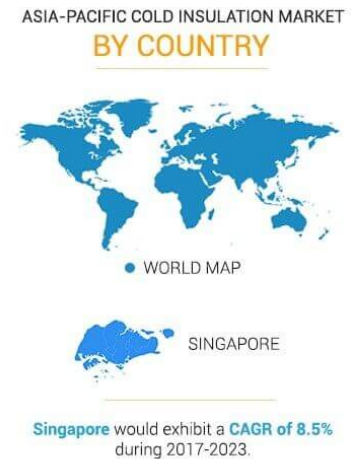 ASIA-PACIFIC COLD INSULATION MARKET
BY COUNTRY
WORLD MAP
SINGAPORE
Singapore would exhibit a CAGR of 8.5%
during 2017-2023.